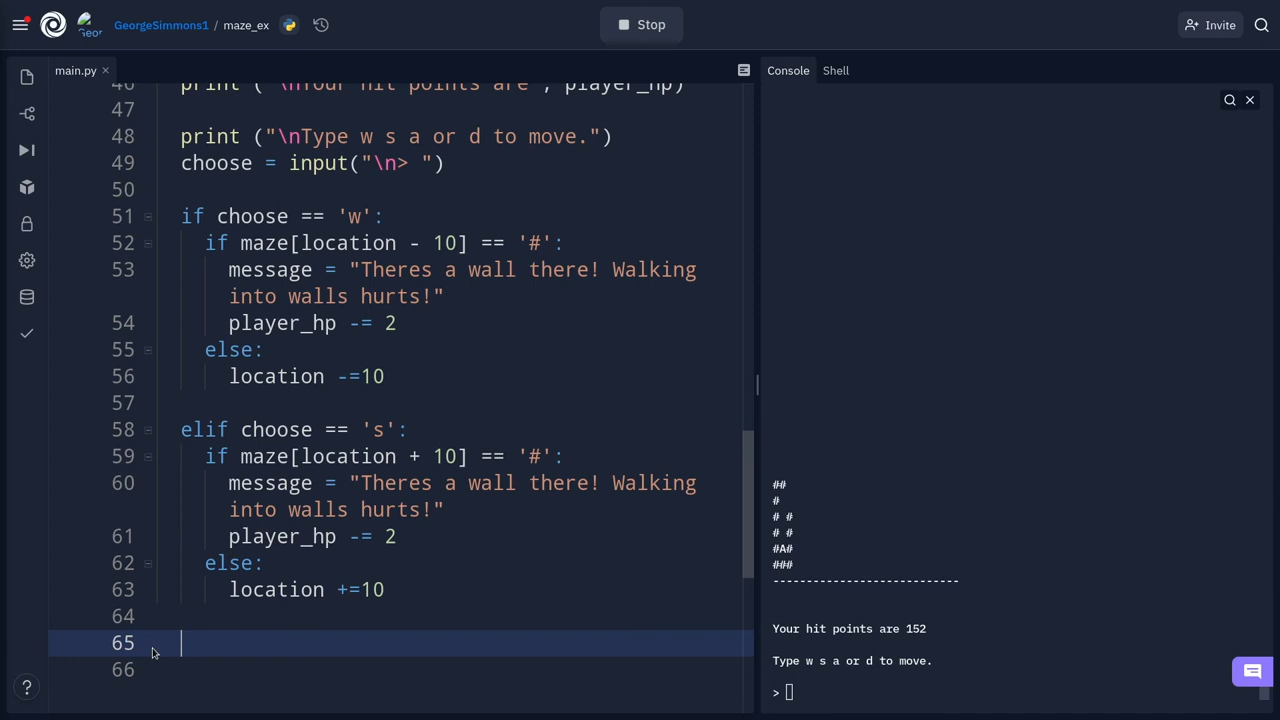 Geor
GeorgeSimmons1 / maze_ex
Stop
Invite
main.py ×
Console
Shell
46 print ("\nYour hit points are", player_hp)
47
48 print ("\nType w s a or d to move.")
49 choose = input("\n> ")
50
51 if choose == 'w':
52 if maze[location - 10] == '#':
53 message = "Theres a wall there! Walking
into walls hurts!"
54 player_hp -= 2
55 else:
56 location -=10
57
58 elif choose == 's':
59 if maze[location + 10] == '#':
60 message = "Theres a wall there! Walking
into walls hurts!"
61 player_hp -= 2
62 else:
63 location +=10
64
65
66
?
##
#
# #
# #
#A#
###
----------------------------
Your hit points are 152
Type w s a or d to move.
>